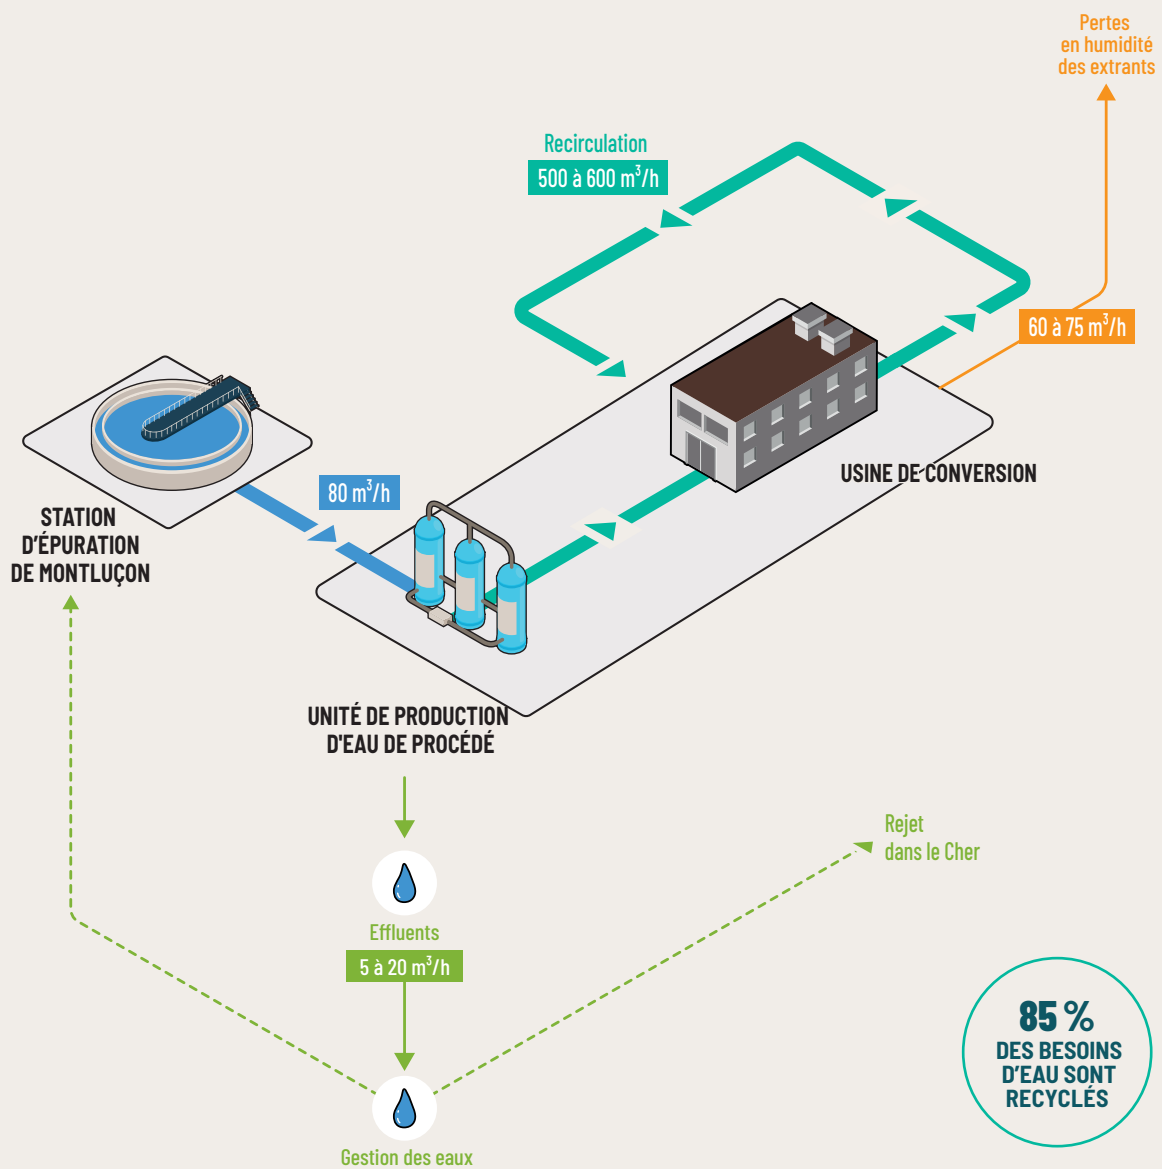 Pertes
en humidité
des extrants
Recirculation
500 à 600 m³/h
60 à 75 m³/h
80 m³/h
USINE DE CONVERSION
STATION
D'ÉPURATION
DE MONTLUÇON
UNITÉ DE PRODUCTION
D'EAU DE PROCÉDÉ
Rejet
dans le Cher
Effluents
5 à 20 m³/h
85 %
DES BESOINS
D'EAU SONT
RECYCLÉS
Gestion des eaux